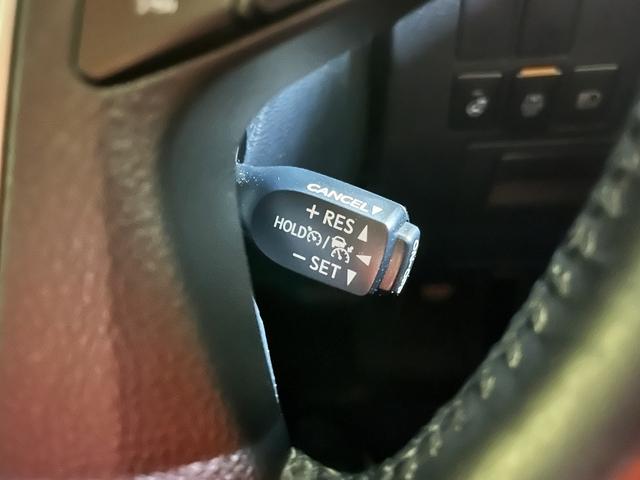 CANCEL▼
+ RES ▲
HOLD / ◀
− SET ▼